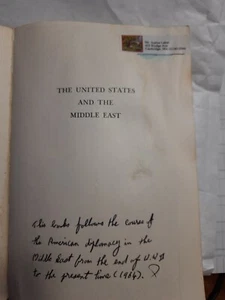 THE UNITED STATES
AND THE
MIDDLE EAST
This book follows the course of
the American diplomacy in the
Middle East from the end of W.W II
to the present time (1964).